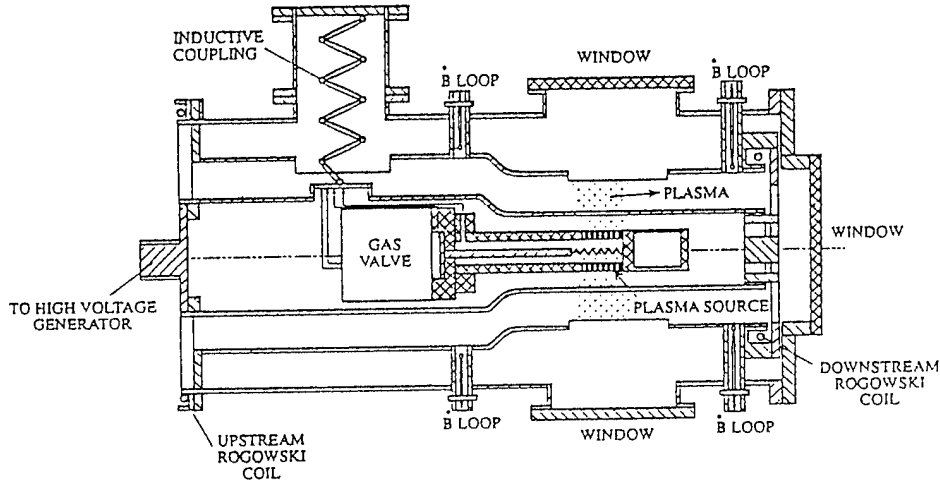 INDUCTIVE
COUPLING
Ḃ LOOP
WINDOW
Ḃ LOOP
PLASMA
GAS
VALVE
WINDOW
TO HIGH VOLTAGE
GENERATOR
PLASMA SOURCE
DOWNSTREAM
ROGOWSKI
COIL
Ḃ LOOP
WINDOW
Ḃ LOOP
UPSTREAM
ROGOWSKI
COIL